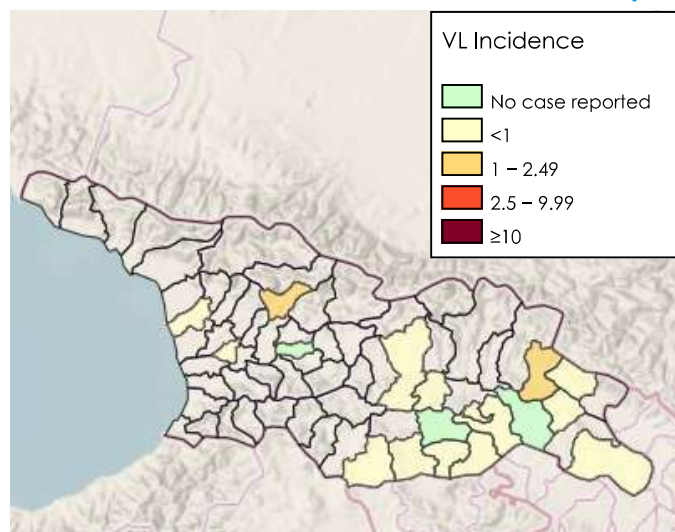 VL Incidence
No case reported
<1
1 – 2.49
2.5 – 9.99
≥10